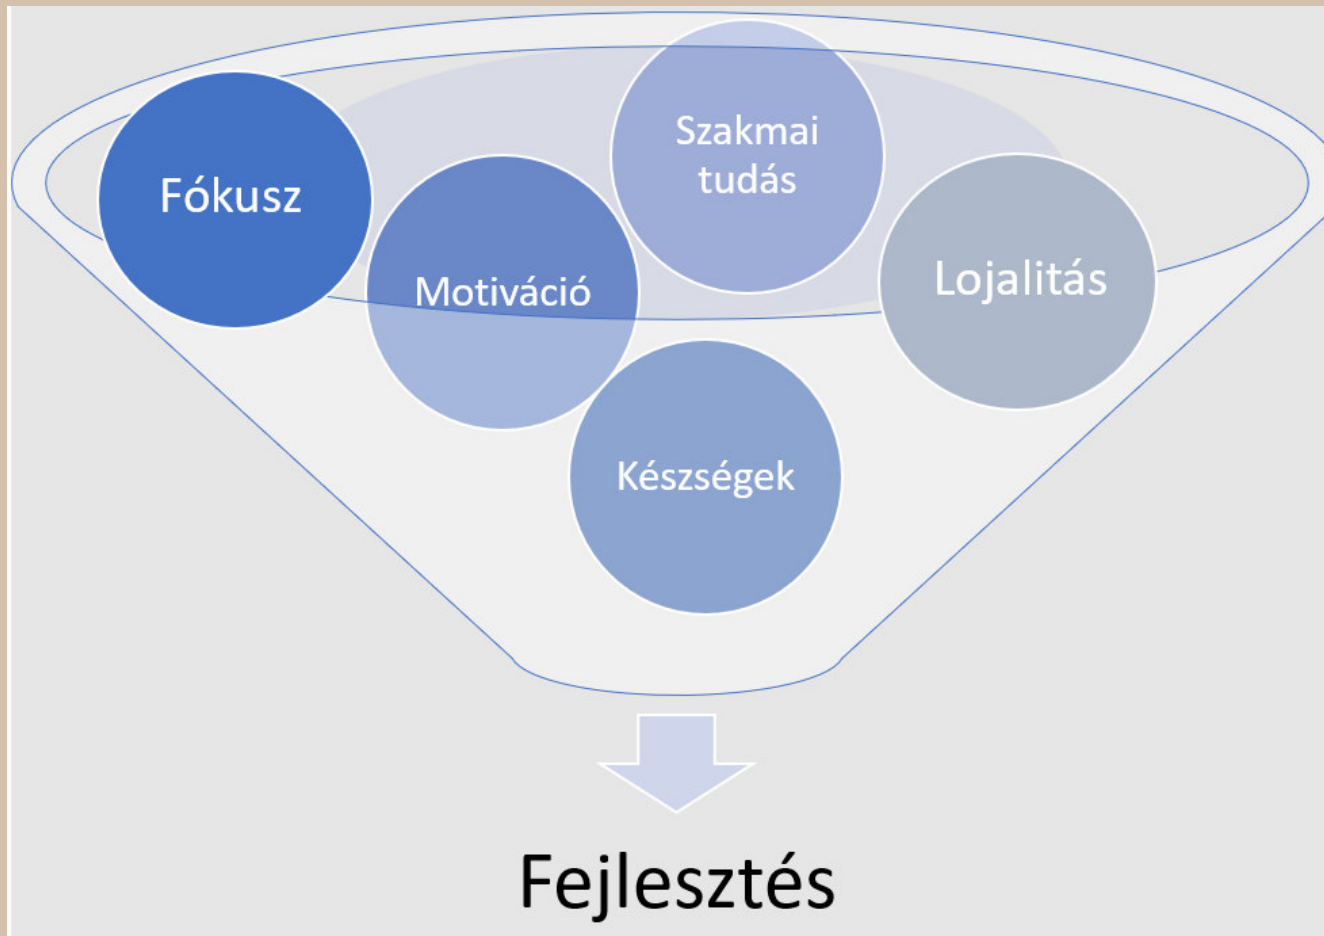 Szakmai
tudás
Fókusz
Motiváció
Lojalitás
Készségek
Fejlesztés